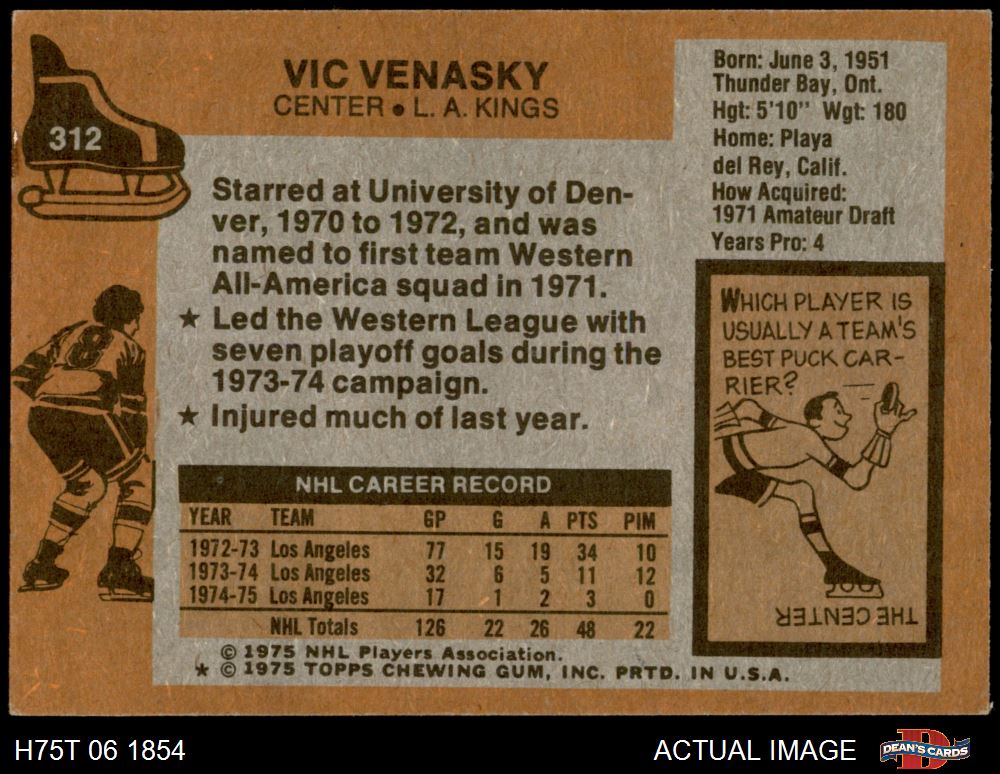 312
VIC VENASKY
CENTER • L. A. KINGS
Born: June 3, 1951
Thunder Bay, Ont.
Hgt: 5'10" Wgt: 180
Home: Playa
del Rey, Calif.
How Acquired:
1971 Amateur Draft
Years Pro: 4
Starred at University of Den-
ver, 1970 to 1972, and was
named to first team Western
All-America squad in 1971.
★ Led the Western League with
seven playoff goals during the
1973-74 campaign.
★ Injured much of last year.
8
WHICH PLAYER IS
USUALLY A TEAM'S
BEST PUCK CAR-
RIER?
THE CENTER
NHL CAREER RECORD
YEAR TEAM GP G A PTS PIM
1972-73 Los Angeles 77 15 19 34 10
1973-74 Los Angeles 32 6 5 11 12
1974-75 Los Angeles 17 1 2 3 0
NHL Totals 126 22 26 48 22
© 1975 NHL Players Association.
★ © 1975 TOPPS CHEWING GUM, INC. PRTD. IN U.S.A.
H75T 06 1854
ACTUAL IMAGE
D
DEAN'S CARDS